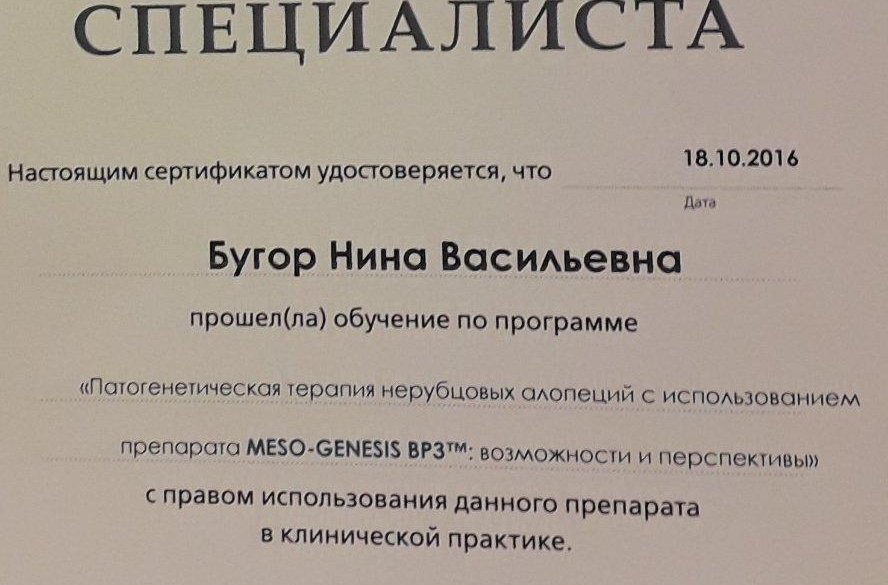 СПЕЦИАЛИСТА
Настоящим сертификатом удостоверяется, что
18.10.2016
Дата
Бугор Нина Васильевна
прошел(ла) обучение по программе
«Патогенетическая терапия нерубцовых алопеций с использованием
препарата MESO-GENESIS BP3™: возможности и перспективы»
с правом использования данного препарата
в клинической практике.